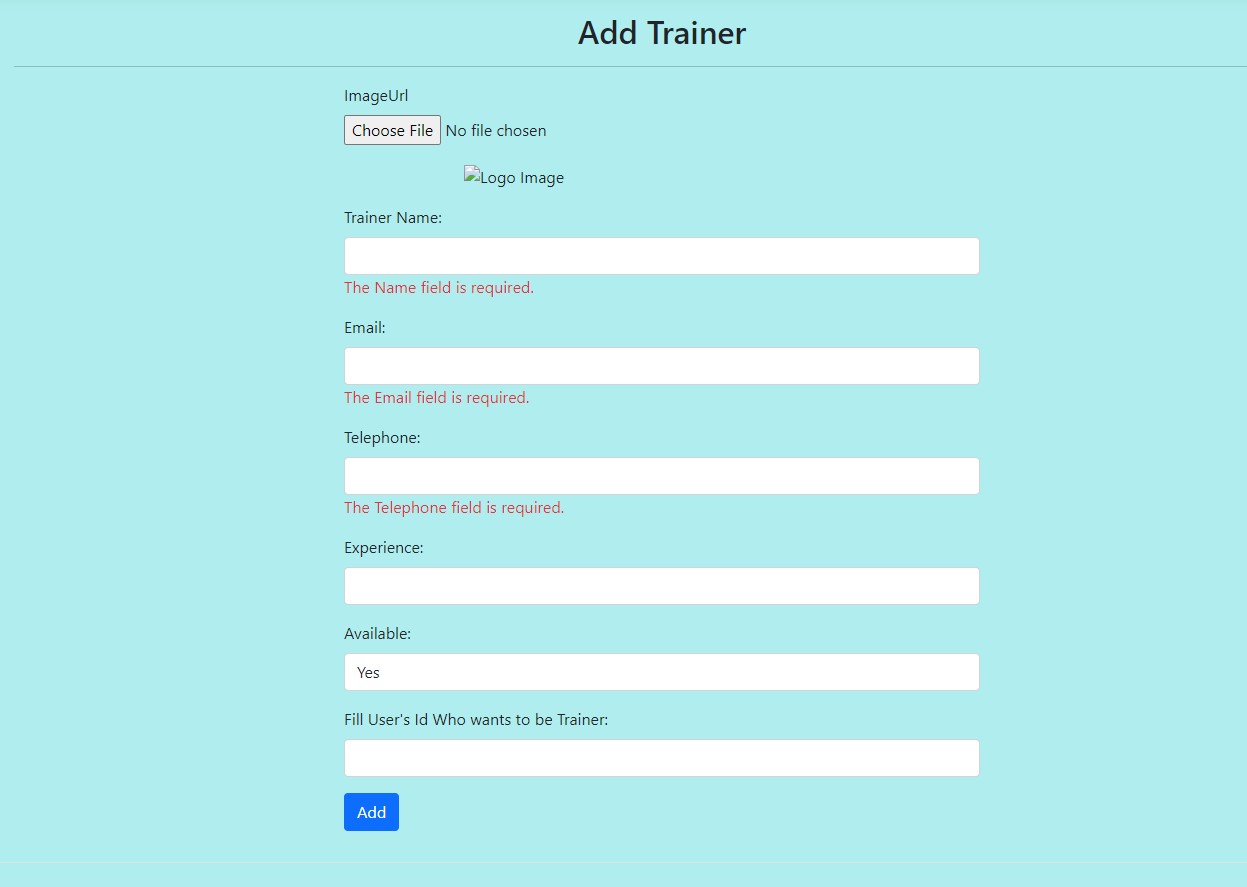 Add Trainer
ImageUrl
Choose File No file chosen
Logo Image
Trainer Name:
The Name field is required.
Email:
The Email field is required.
Telephone:
The Telephone field is required.
Experience:
Available:
Yes
Fill User's Id Who wants to be Trainer:
Add